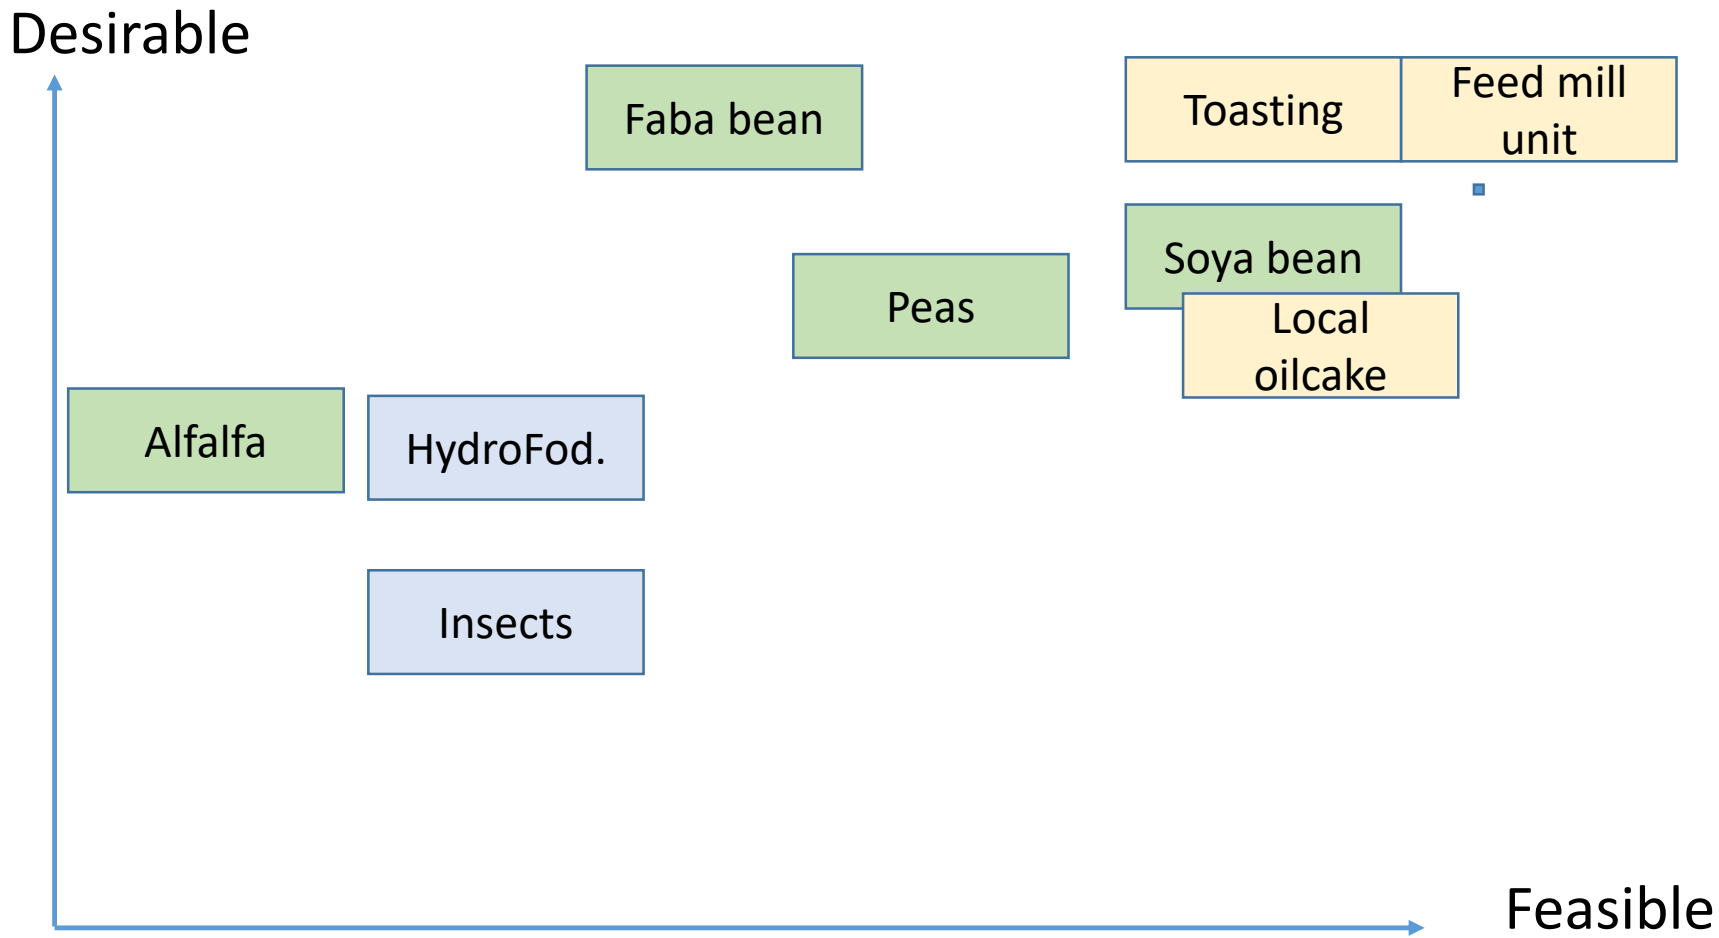 Desirable
Faba bean
Toasting
Feed mill
unit
Soya bean
Peas
Local
oilcake
Alfalfa
HydroFod.
Insects
Feasible